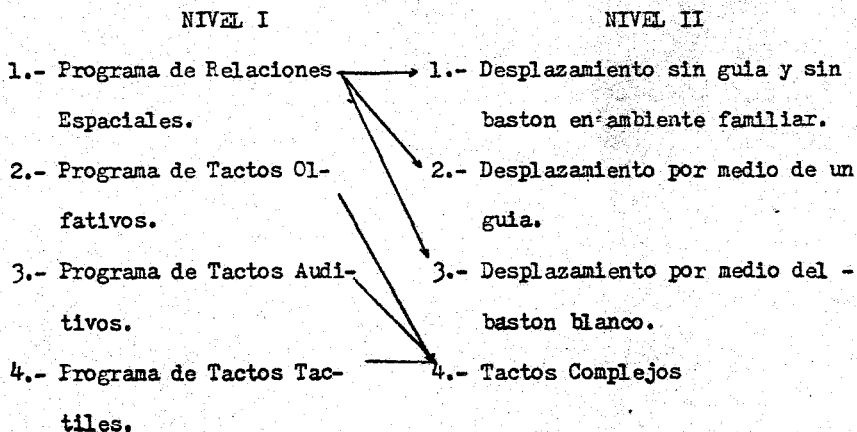 NIVEL I NIVEL II
1.- Programa de Relaciones 1.- Desplazamiento sin guia y sin
Espaciales. baston en ambiente familiar.
2.- Programa de Tactos Ol- 2.- Desplazamiento por medio de un
fativos. guia.
3.- Programa de Tactos Audi- 3.- Desplazamiento por medio del -
tivos. baston blanco.
4.- Programa de Tactos Tac- 4.- Tactos Complejos
tiles.